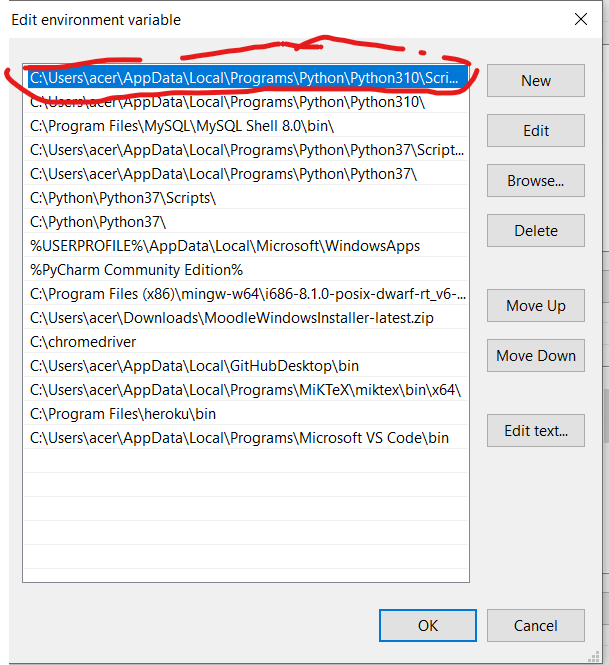 Edit environment variable
C:\Users\acer\AppData\Local\Programs\Python\Python310\Scri...
C:\Users\acer\AppData\Local\Programs\Python\Python310\
C:\Program Files\MySQL\MySQL Shell 8.0\bin\
C:\Users\acer\AppData\Local\Programs\Python\Python37\Script...
C:\Users\acer\AppData\Local\Programs\Python\Python37\
C:\Python\Python37\Scripts\
C:\Python\Python37\
%USERPROFILE%\AppData\Local\Microsoft\WindowsApps
%PyCharm Community Edition%
C:\Program Files (x86)\mingw-w64\i686-8.1.0-posix-dwarf-rt_v6-...
C:\Users\acer\Downloads\MoodleWindowsInstaller-latest.zip
C:\chromedriver
C:\Users\acer\AppData\Local\GitHubDesktop\bin
C:\Users\acer\AppData\Local\Programs\MiKTeX\miktex\bin\x64\
C:\Program Files\heroku\bin
C:\Users\acer\AppData\Local\Programs\Microsoft VS Code\bin
New
Edit
Browse...
Delete
Move Up
Move Down
Edit text...
OK
Cancel